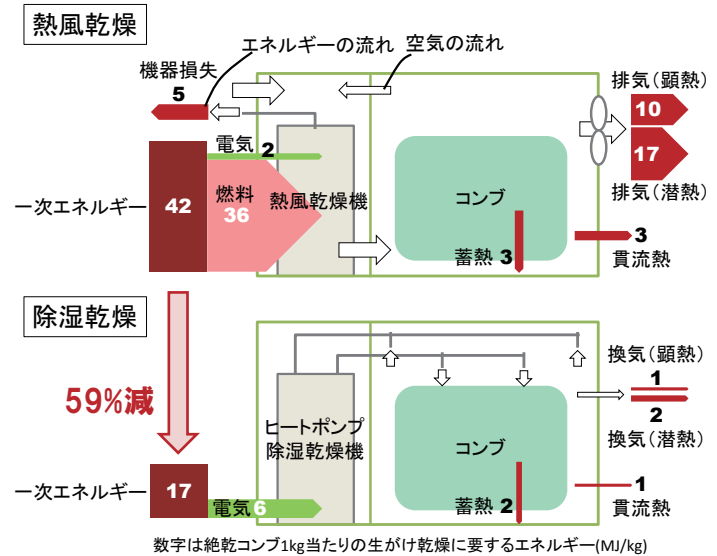 熱風乾燥
エネルギーの流れ
空気の流れ
機器損失
5
排気(顕熱)
10
17
排気(潜熱)
電気 2
一次エネルギー
42
燃料
36
熱風乾燥機
コンブ
蓄熱 3
3
貫流熱
除湿乾燥
59%減
換気(顕熱)
1
2
換気(潜熱)
ヒートポンプ
除湿乾燥機
コンブ
一次エネルギー
17
電気 6
蓄熱 2
1
貫流熱
数字は絶乾コンブ1kg当たりの生がけ乾燥に要するエネルギー(MJ/kg)